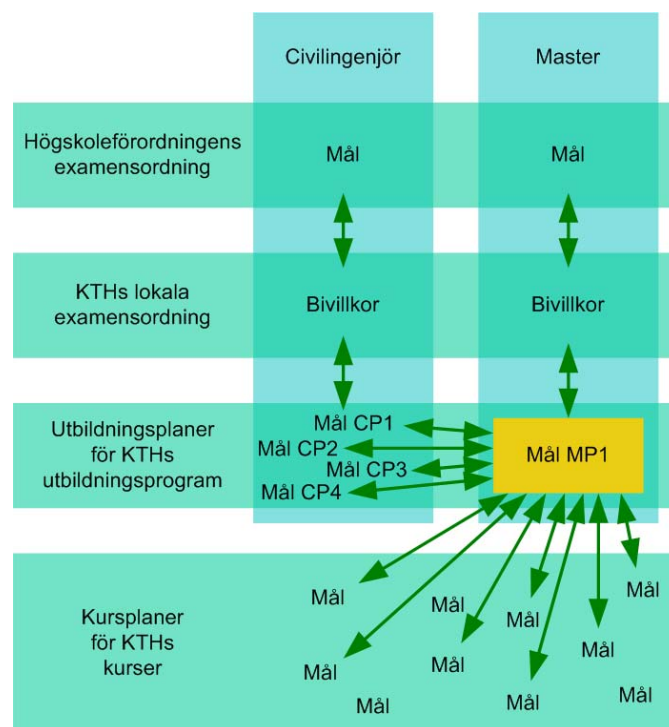 Civilingenjör
Master
Högskoleförordningens
examensordning
Mål
Mål
KTHs lokala
examensordning
Bivillkor
Bivillkor
Utbildningsplaner
för KTHs
utbildningsprogram
Mål CP1
Mål CP2
Mål CP3
Mål CP4
Mål MP1
Kursplaner
för KTHs
kurser
Mål
Mål
Mål
Mål
Mål
Mål
Mål
Mål
Mål
Mål